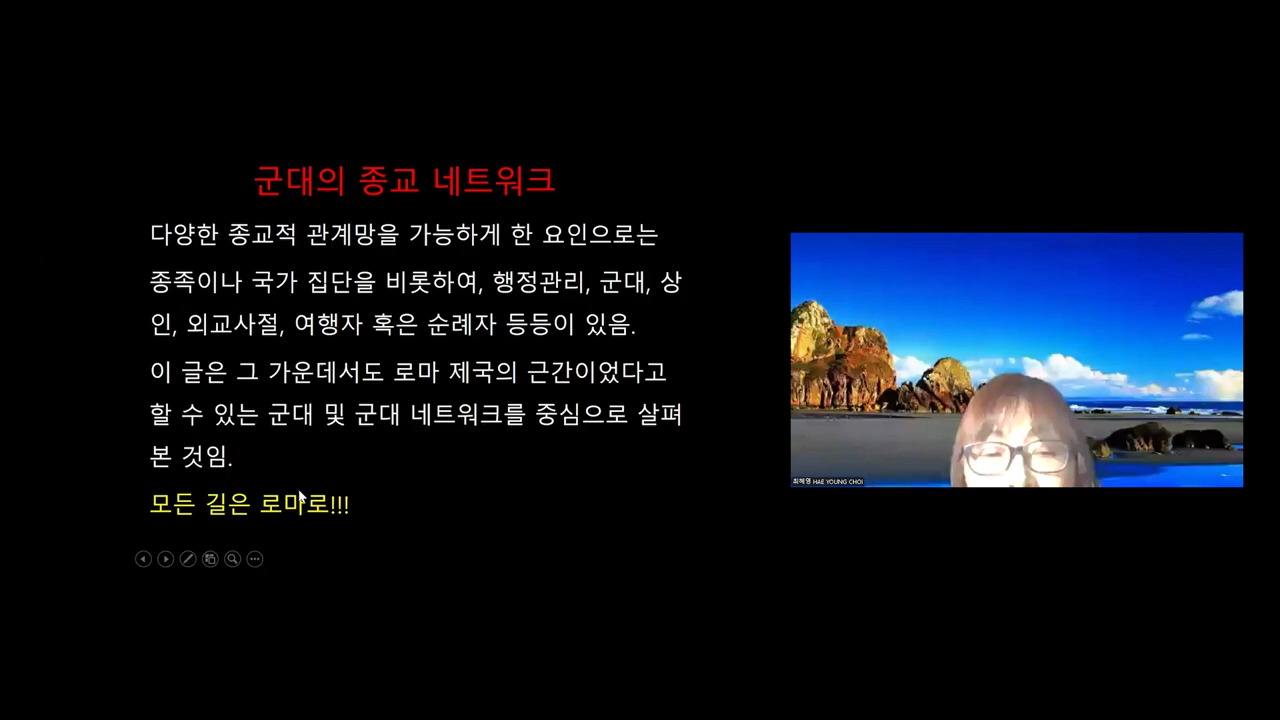 군대의 종교 네트워크
다양한 종교적 관계망을 가능하게 한 요인으로는
종족이나 국가 집단을 비롯하여, 행정관리, 군대, 상
인, 외교사절, 여행자 혹은 순례자 등등이 있음.
이 글은 그 가운데서도 로마 제국의 근간이었다고
할 수 있는 군대 및 군대 네트워크를 중심으로 살펴
본 것임.
모든 길은 로마로!!!
최혜영 HAE YOUNG CHOI